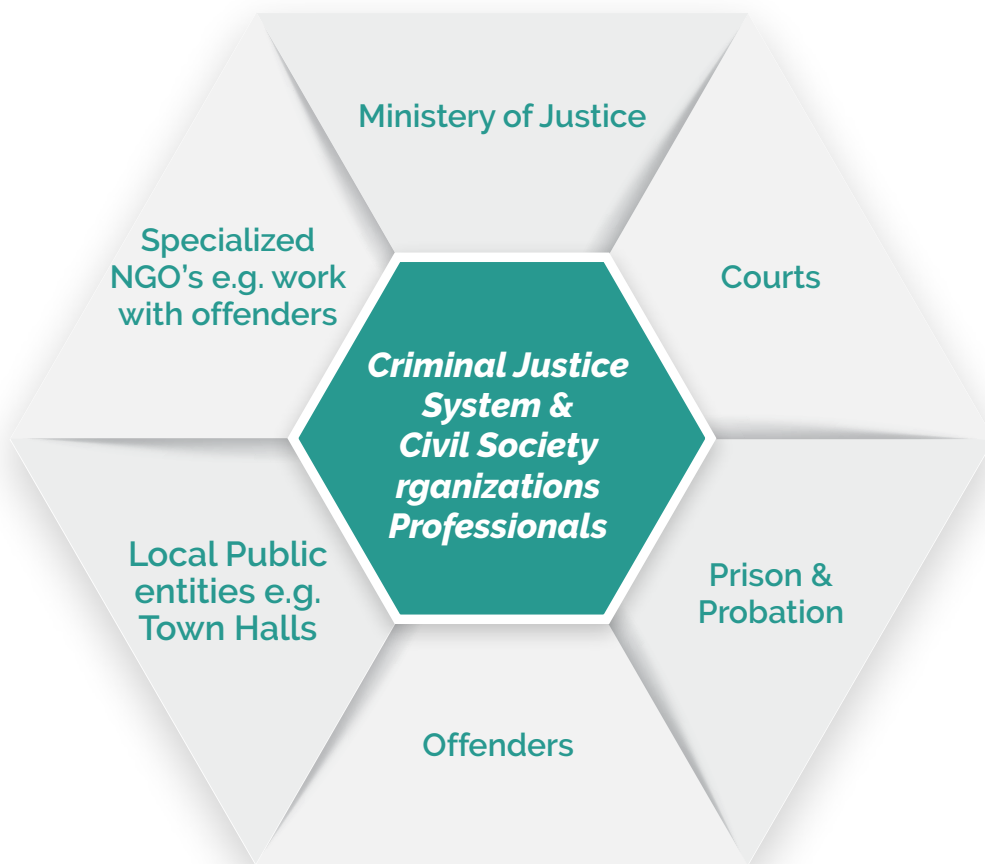 Ministery of Justice
Specialized
NGO's e.g. work
with offenders
Courts
Criminal Justice
System &
Civil Society
rganizations
Professionals
Local Public
entities e.g.
Town Halls
Prison &
Probation
Offenders